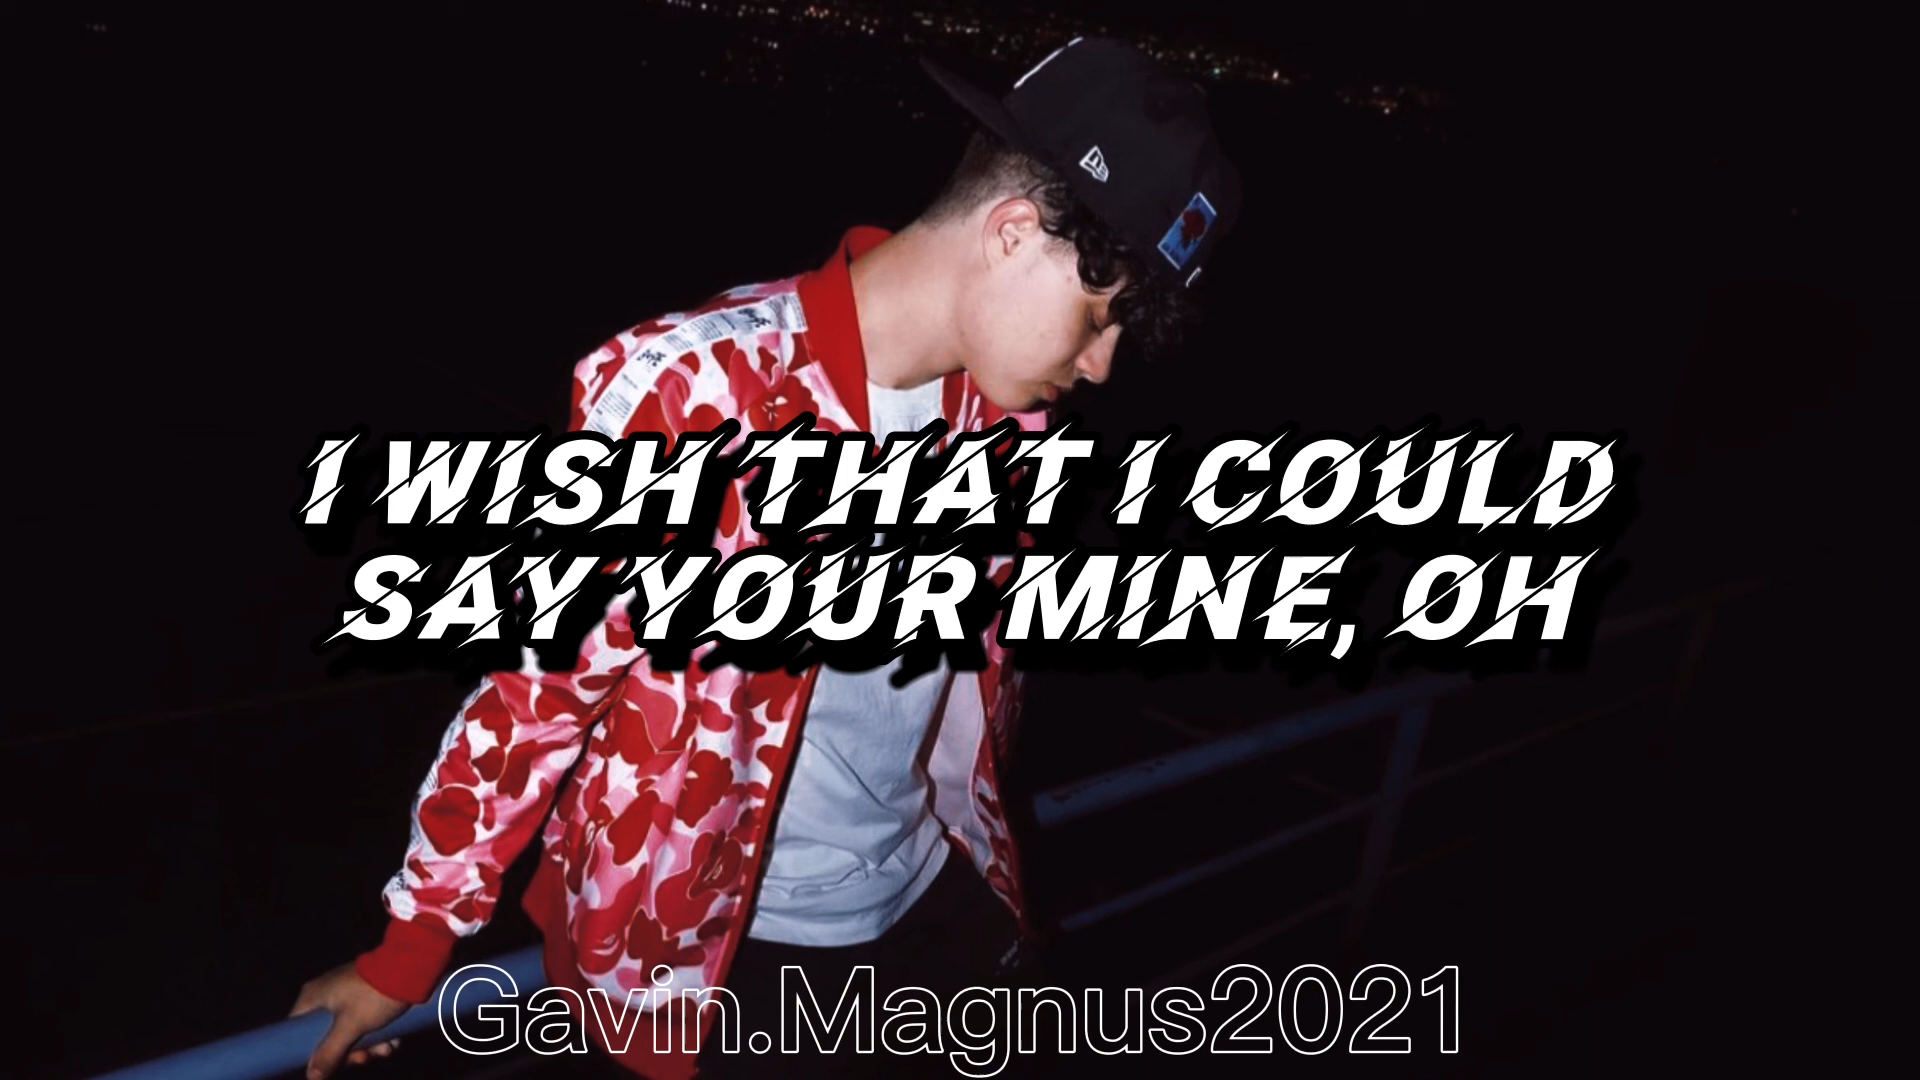 I WISH THAT I COULD
SAY YOUR MINE, OH
Gavin.Magnus2021